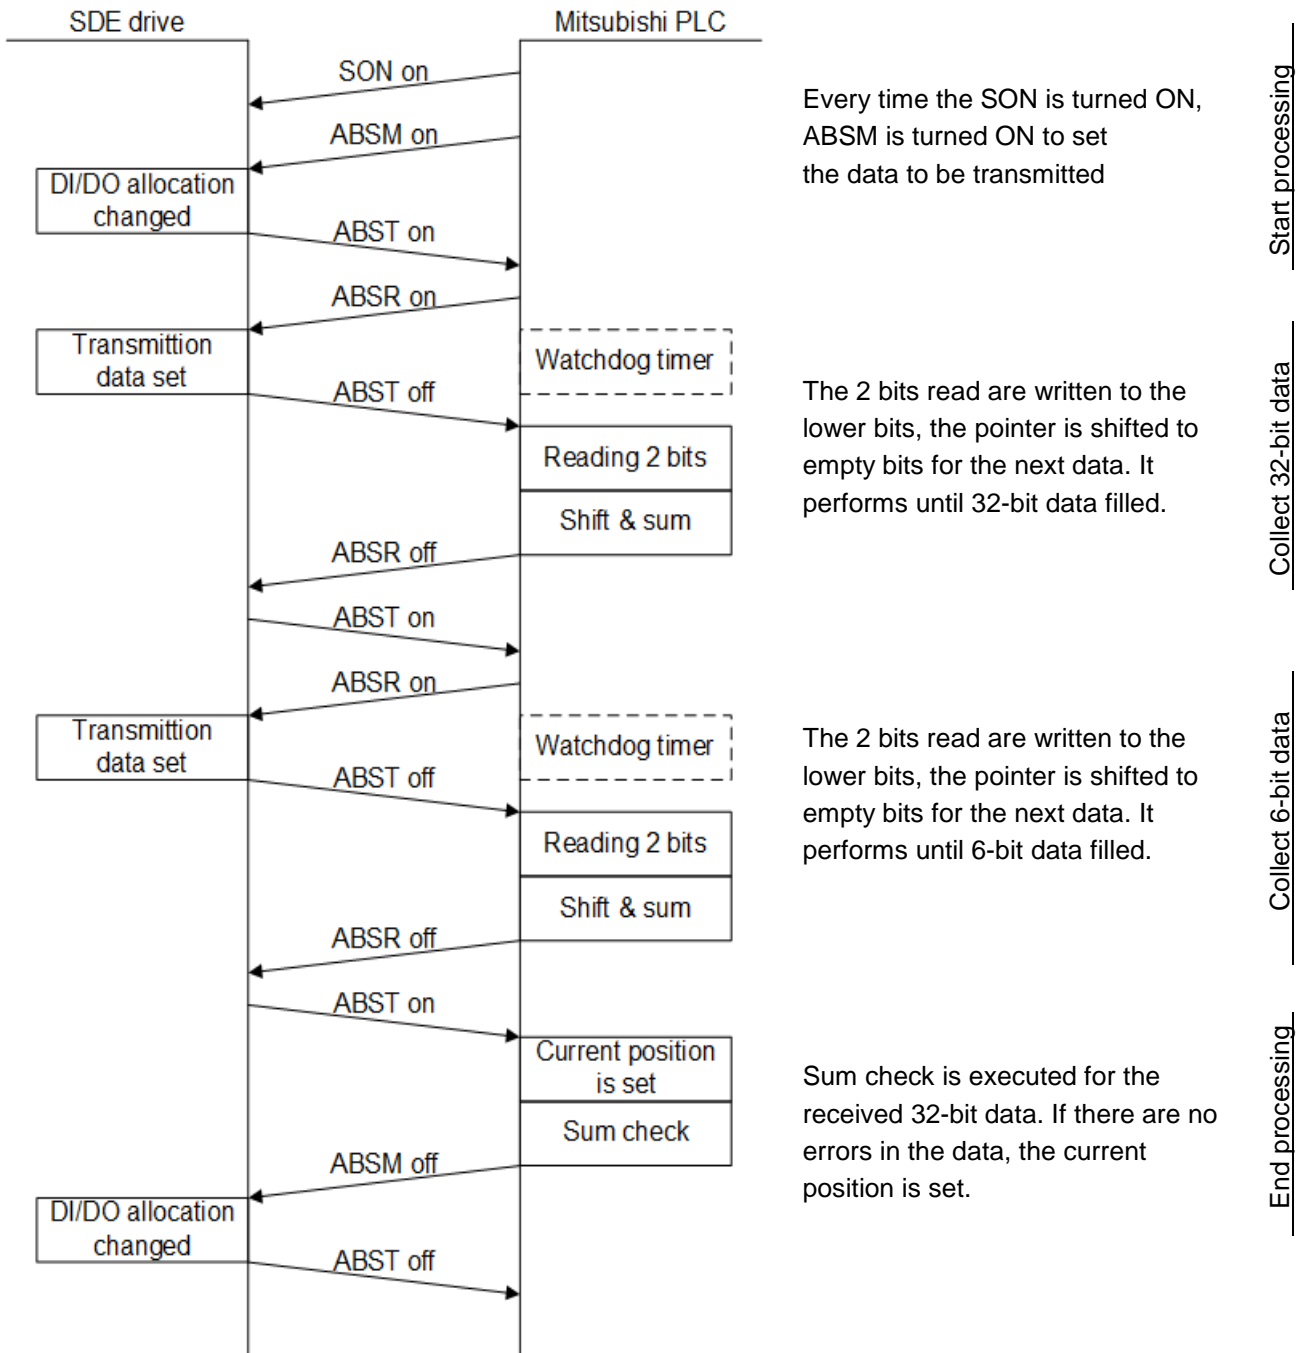 SDE drive
Mitsubishi PLC
SON on
ABSM on
DI/DO allocation
changed
ABST on
Every time the SON is turned ON,
ABSM is turned ON to set
the data to be transmitted
Start processing
ABSR on
Transmittion
data set
Watchdog timer
ABST off
Reading 2 bits
Shift & sum
ABSR off
ABST on
The 2 bits read are written to the
lower bits, the pointer is shifted to
empty bits for the next data. It
performs until 32-bit data filled.
Collect 32-bit data
ABSR on
Transmittion
data set
Watchdog timer
ABST off
Reading 2 bits
Shift & sum
ABSR off
ABST on
The 2 bits read are written to the
lower bits, the pointer is shifted to
empty bits for the next data. It
performs until 6-bit data filled.
Collect 6-bit data
Current position
is set
Sum check
ABSM off
DI/DO allocation
changed
ABST off
Sum check is executed for the
received 32-bit data. If there are no
errors in the data, the current
position is set.
End processing